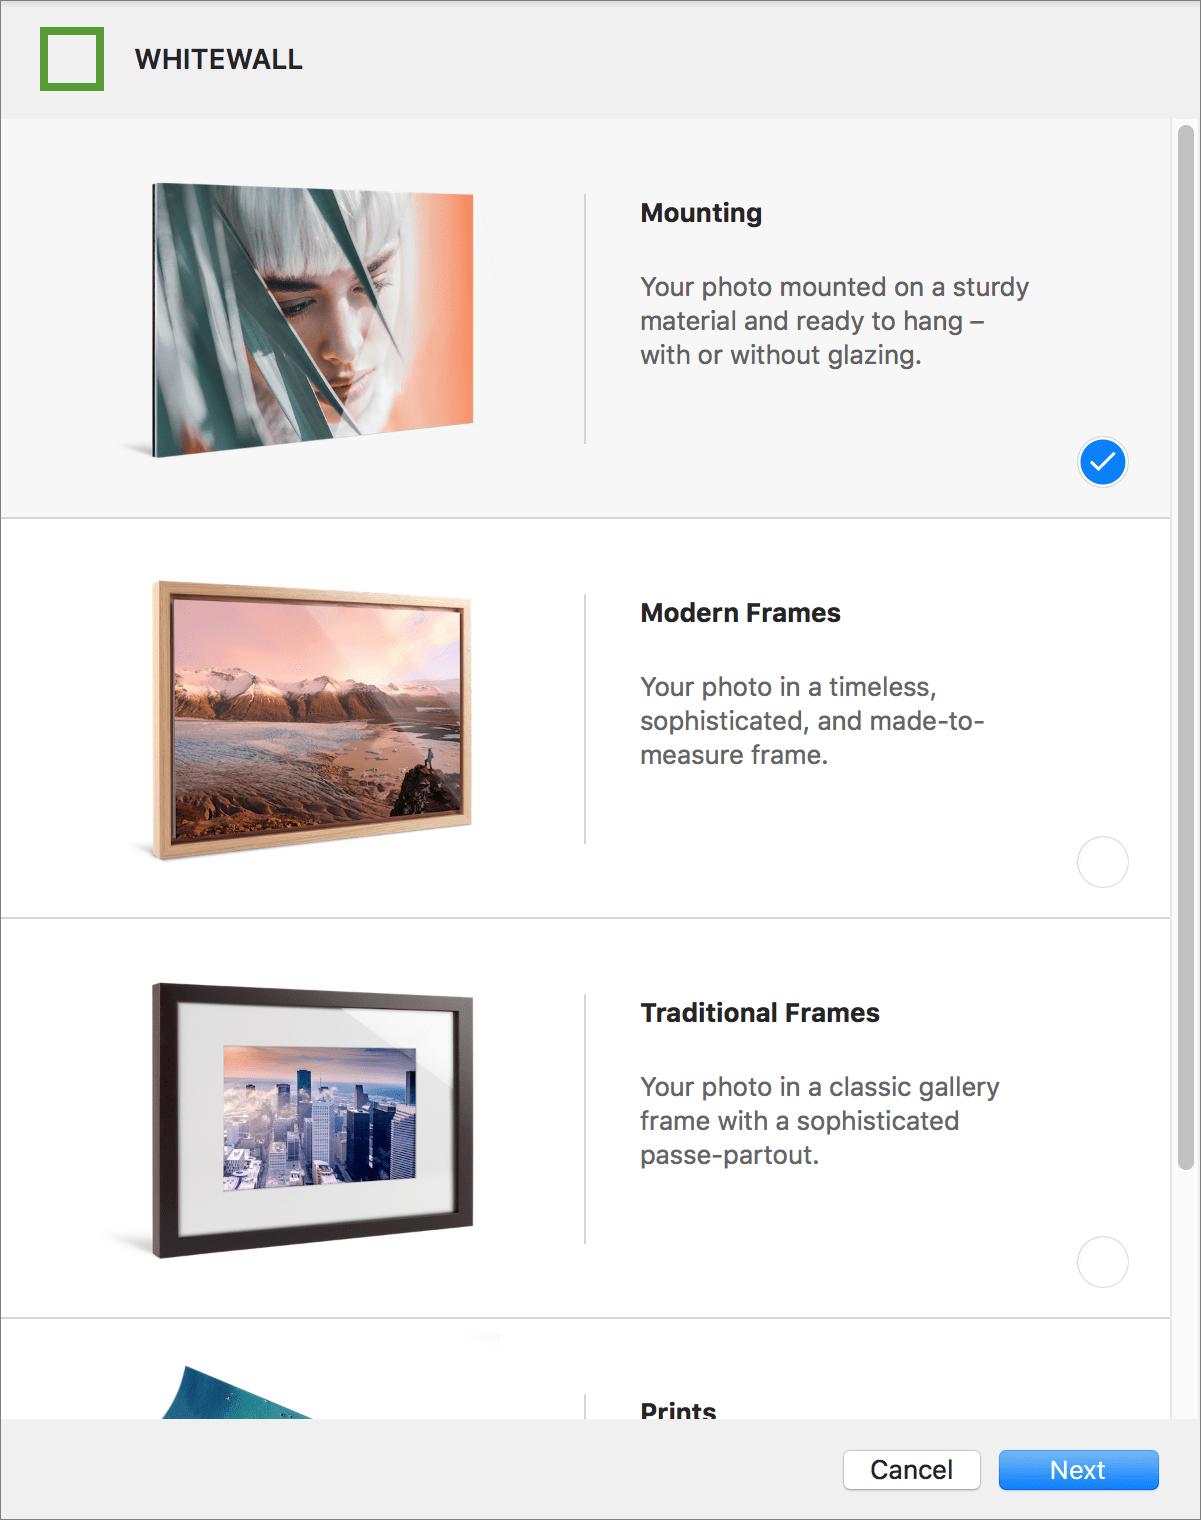 WHITEWALL
Mounting
Your photo mounted on a sturdy
material and ready to hang –
with or without glazing.
Modern Frames
Your photo in a timeless,
sophisticated, and made-to-
measure frame.
Traditional Frames
Your photo in a classic gallery
frame with a sophisticated
passe-partout.
Prints
Cancel
Next